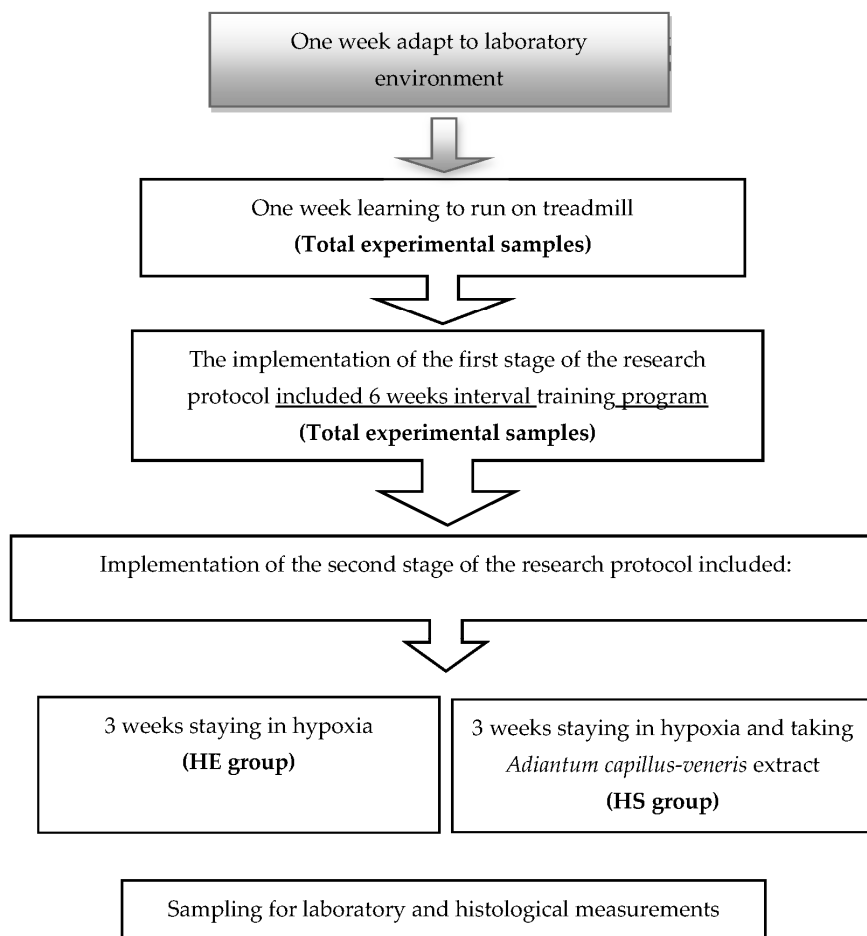 One week adapt to laboratory
environment
One week learning to run on treadmill
(Total experimental samples)
The implementation of the first stage of the research
protocol included 6 weeks interval training program
(Total experimental samples)
Implementation of the second stage of the research protocol included:
3 weeks staying in hypoxia
(HE group)
3 weeks staying in hypoxia and taking
Adiantum capillus-veneris extract
(HS group)
Sampling for laboratory and histological measurements